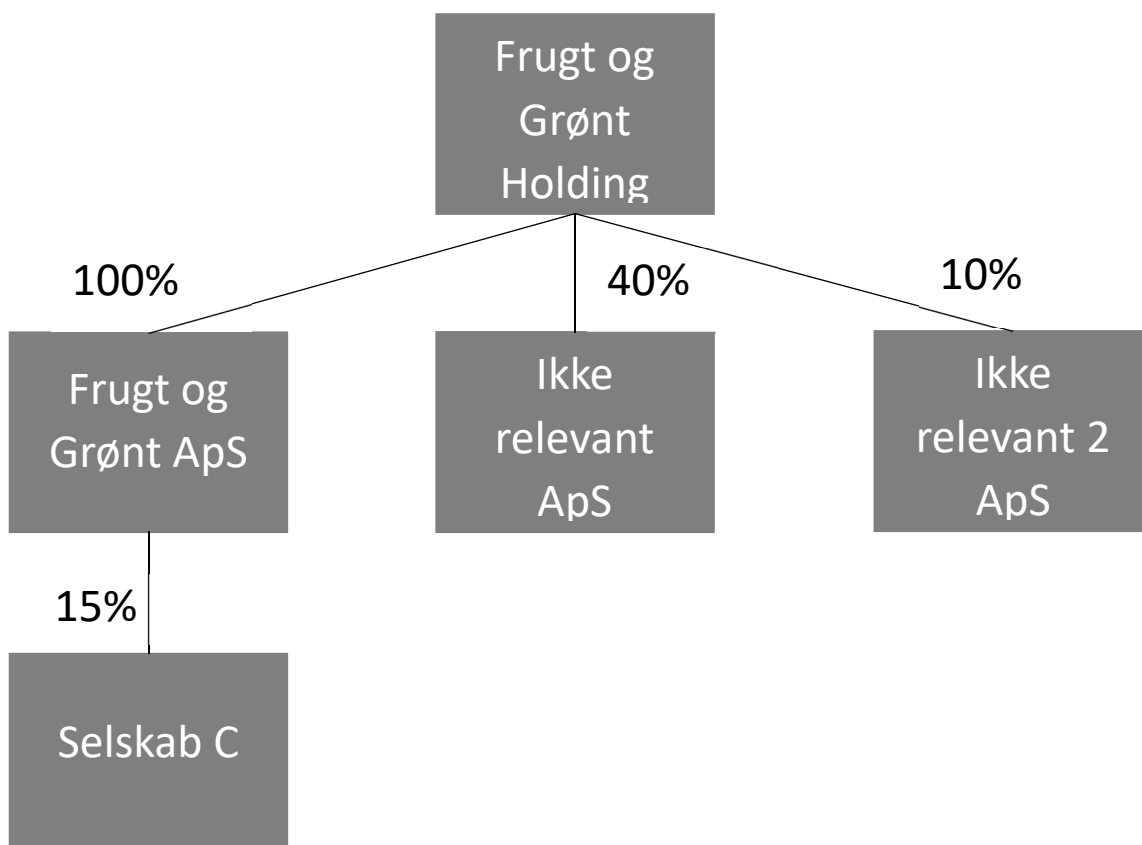 Frugt og
Grønt
Holding
100%
40%
10%
Frugt og
Grønt ApS
Ikke
relevant
ApS
Ikke
relevant 2
ApS
15%
Selskab C